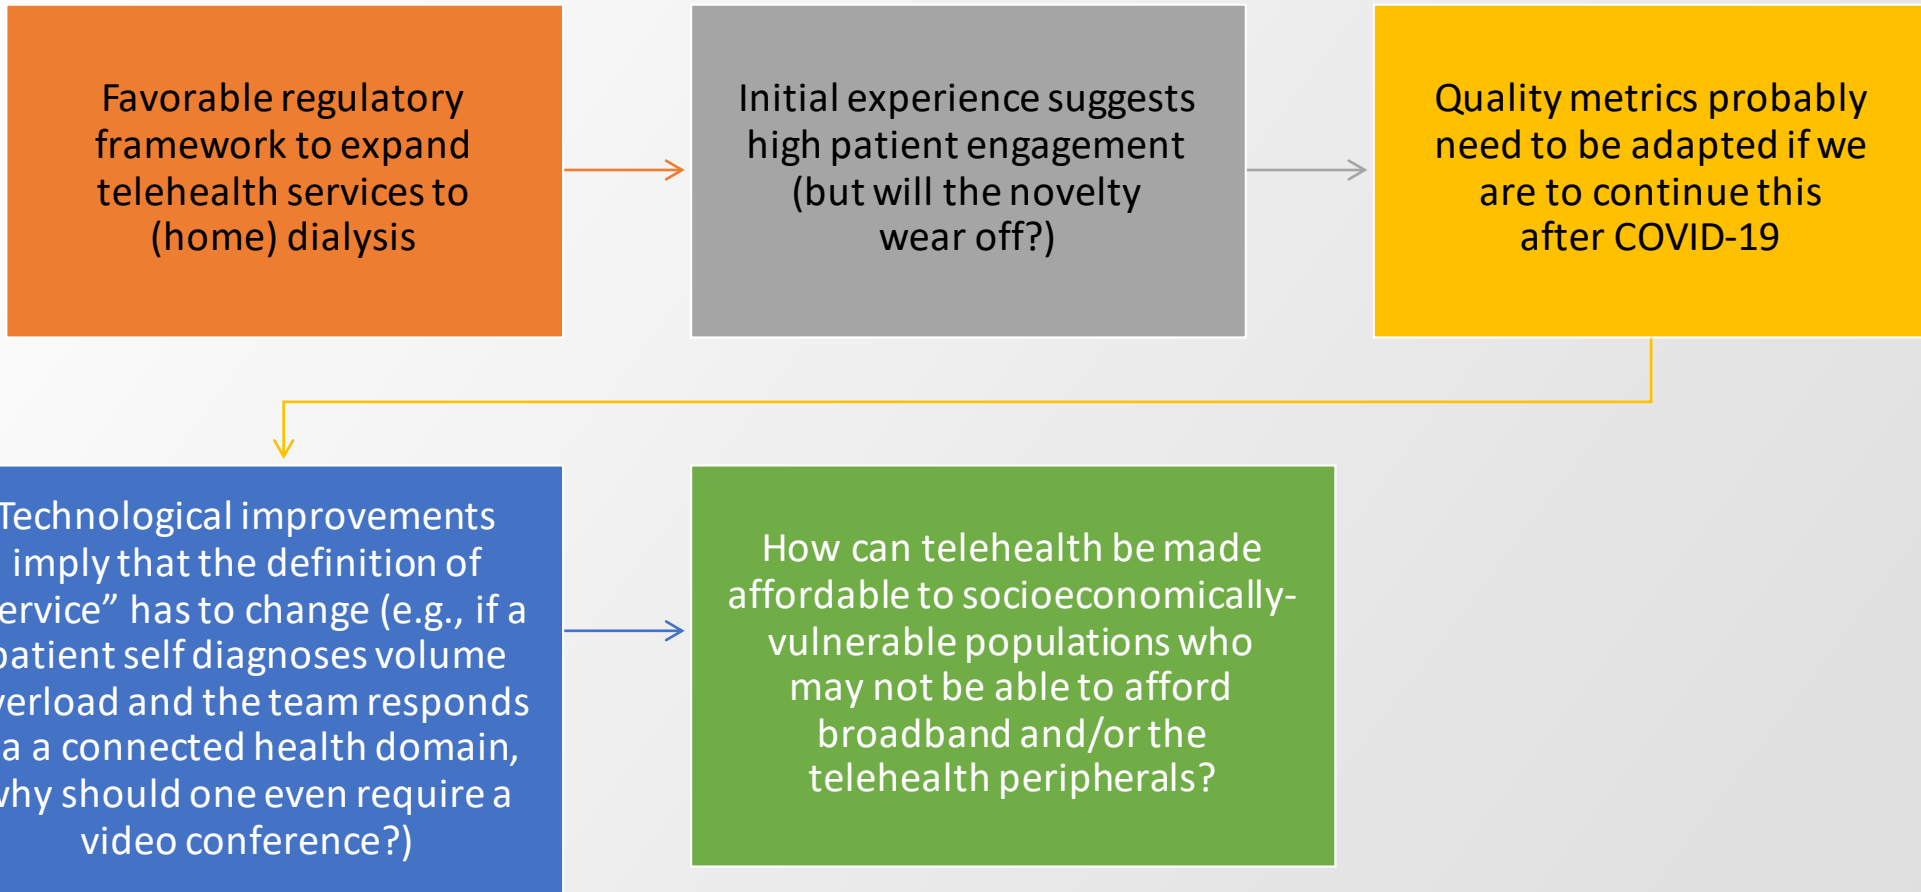 Favorable regulatory
framework to expand
telehealth services to
(home) dialysis
Initial experience suggests
high patient engagement
(but will the novelty
wear off?)
Quality metrics probably
need to be adapted if we
are to continue this
after COVID-19
Technological improvements
imply that the definition of
ervice” has to change (e.g., if a
patient self diagnoses volume
verload and the team responds
a a connected health domain,
why should one even require a
video conference?)
How can telehealth be made
affordable to socioeconomically-
vulnerable populations who
may not be able to afford
broadband and/or the
telehealth peripherals?